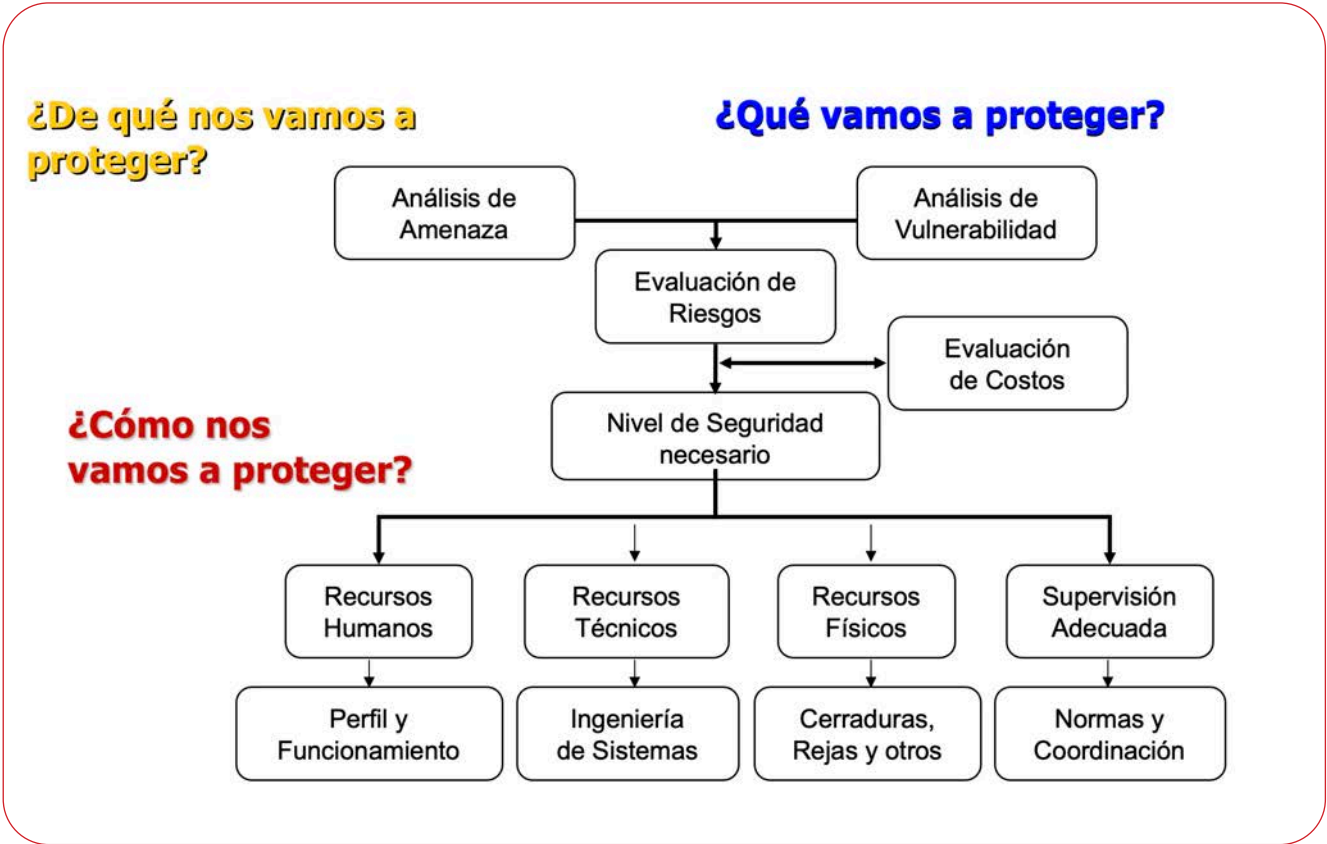 ¿De qué nos vamos a
proteger?
¿Qué vamos a proteger?
Análisis de
Amenaza
Análisis de
Vulnerabilidad
Evaluación de
Riesgos
Evaluación
de Costos
¿Cómo nos
vamos a proteger?
Nivel de Seguridad
necesario
Recursos
Humanos
Recursos
Técnicos
Recursos
Físicos
Supervisión
Adecuada
Perfil y
Funcionamiento
Ingeniería
de Sistemas
Cerraduras,
Rejas y otros
Normas y
Coordinación